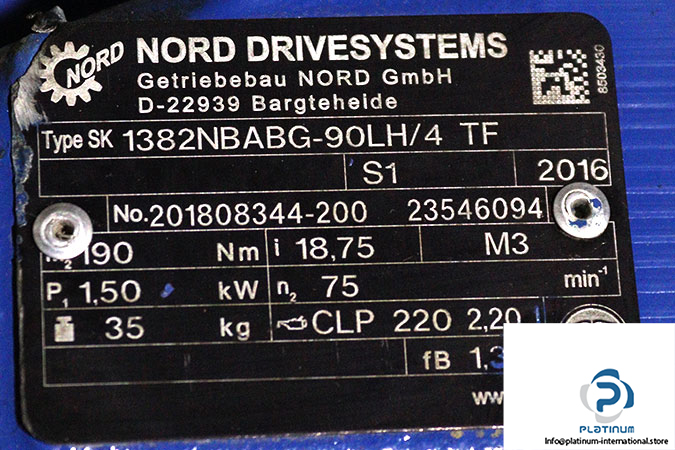 NORD
NORD DRIVESYSTEMS
Getriebebau NORD GmbH
D-22939 Bargteheide
8503430
Type SK 1382NBABG-90LH/4 TF
S1 2016
No. 201808344-200 23546094
190 Nm i 18,75 M3
P1 1,50 kW n2 75 min-1
35 kg CLP 220 2,20
fB
PLATINUM
Info@platinum-international.store